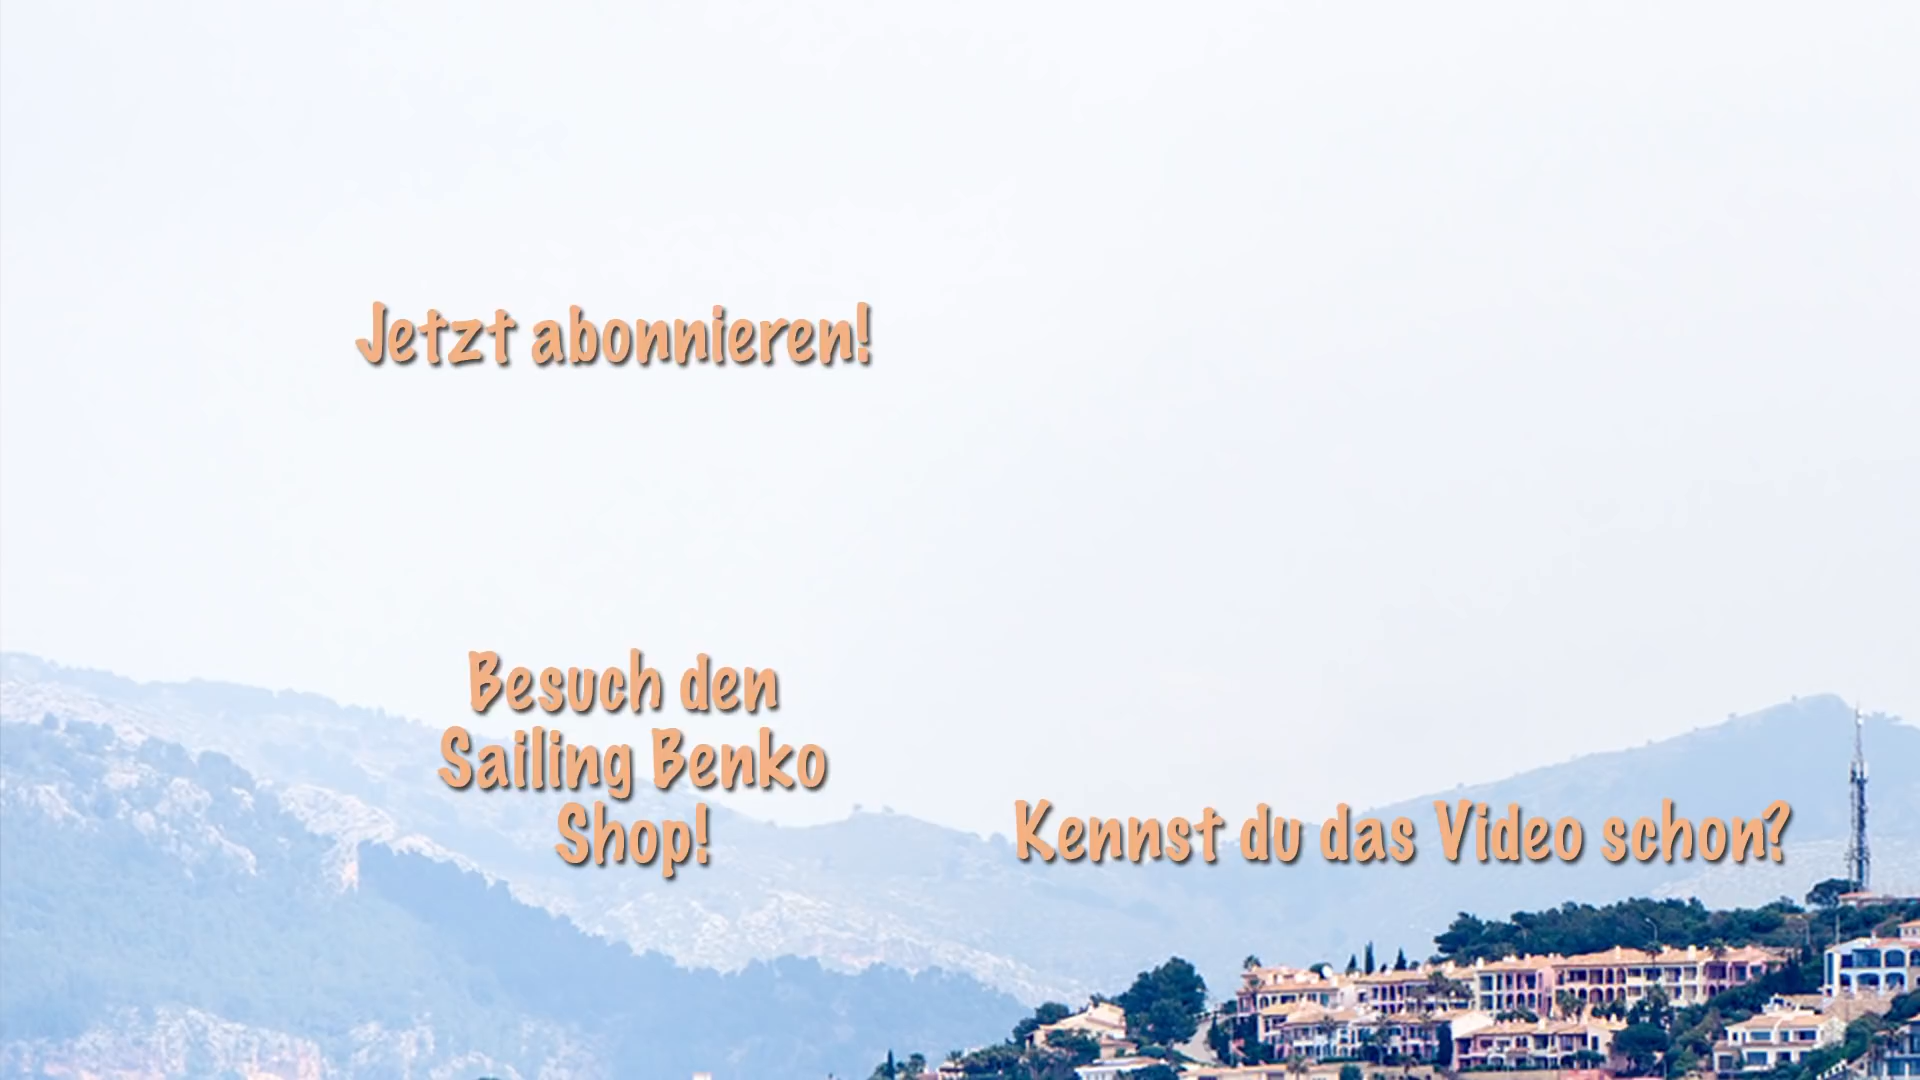 Jetzt abonnieren!
Besuch den
Sailing Benko
Shop!
Kennst du das Video schon?